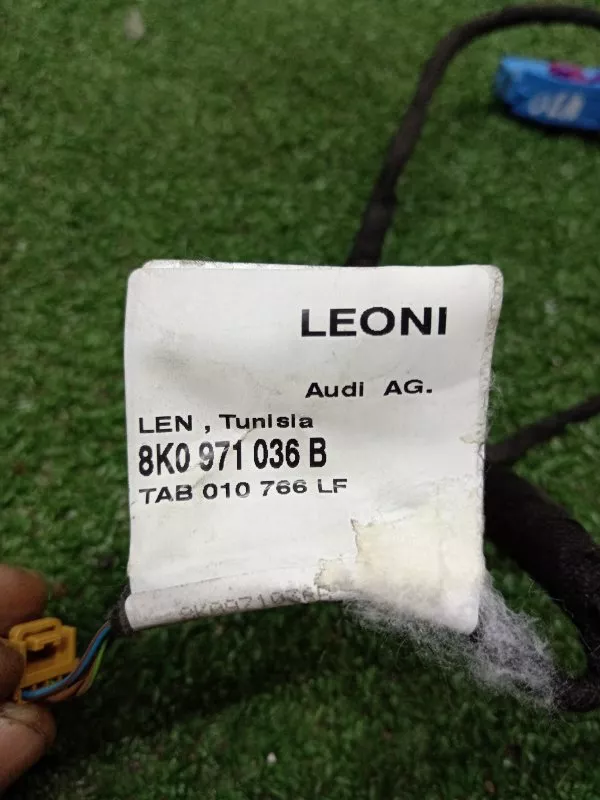 LEONI
Audi AG.
LEN , Tunisia
8K0 971 036 B
TAB 010 766 LF